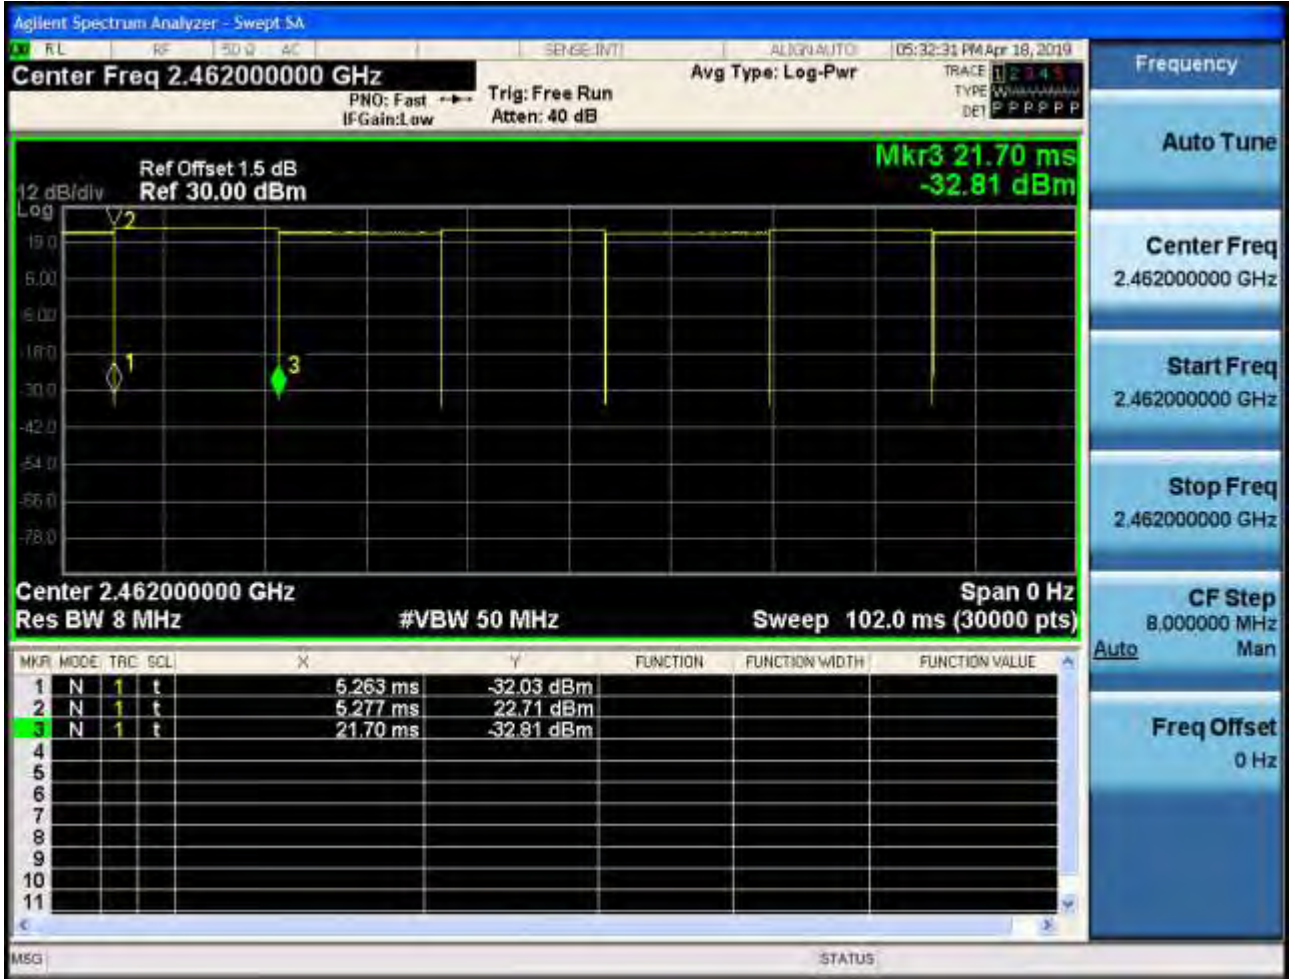 Agilent Spectrum Analyzer - Swept SA
RL RF 50 Ω AC SENSE:INT ALIGN AUTO 05:32:31 PM Apr 18, 2019
Center Freq 2.462000000 GHz
PNO: Fast
IFGain:Low
Trig: Free Run
Atten: 40 dB
Avg Type: Log-Pwr
TRACE 1 2 3 4 5
TYPE
DET P P P P P P
Mkr3 21.70 ms
-32.81 dBm
Ref Offset 1.5 dB
12 dB/div Ref 30.00 dBm
Log
2
18.0
6.00
-6.00
-18.0
1
3
-30.0
-42.0
-54.0
-66.0
-78.0
Center 2.462000000 GHz Span 0 Hz
Res BW 8 MHz #VBW 50 MHz Sweep 102.0 ms (30000 pts)
MKR MODE TRC SCL X Y FUNCTION FUNCTION WIDTH FUNCTION VALUE
1 N 1 t 5.263 ms -32.03 dBm
2 N 1 t 5.277 ms 22.71 dBm
3 N 1 t 21.70 ms -32.81 dBm
4
5
6
7
8
9
10
11
MSG STATUS
Frequency
Auto Tune
Center Freq
2.462000000 GHz
Start Freq
2.462000000 GHz
Stop Freq
2.462000000 GHz
CF Step
8.000000 MHz
Auto Man
Freq Offset
0 Hz